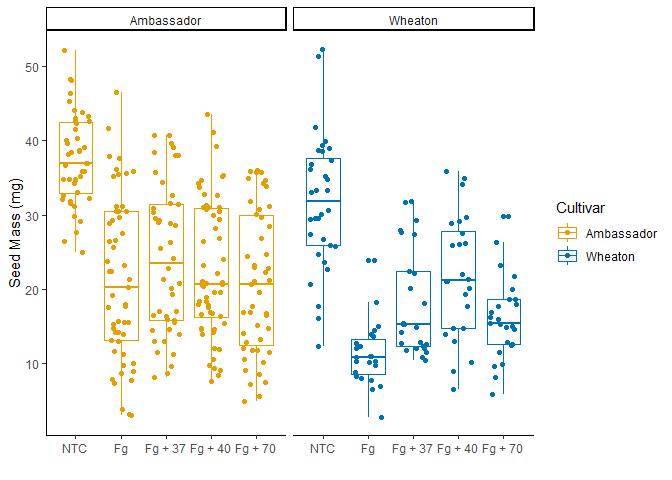 Ambassador
Wheaton
Seed Mass (mg)
50
40
30
20
10
NTC
Fg
Fg + 37
Fg + 40
Fg + 70
NTC
Fg
Fg + 37
Fg + 40
Fg + 70
Cultivar
Ambassador
Wheaton